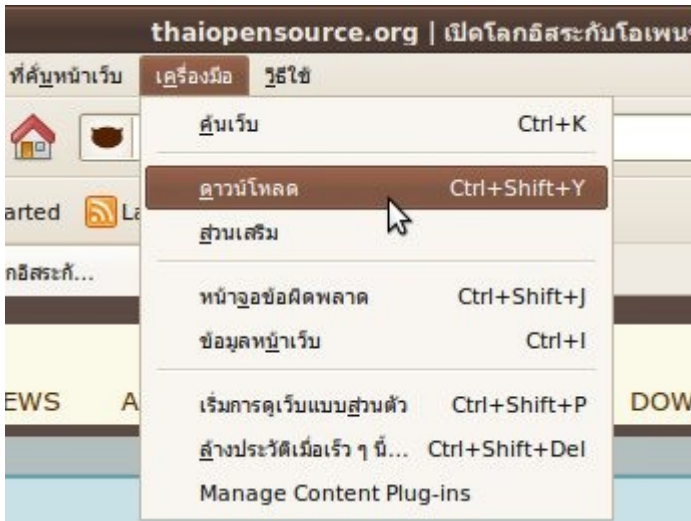 thaiopensource.org | เปิดโลกอิสระกับโอเพน
ที่คั่นหน้าเว็บ เครื่องมือ วิธีใช้
ค้นเว็บ Ctrl+K
ดาวน์โหลด Ctrl+Shift+Y
arted La
ส่วนเสริม
กอิสระกั...
หน้าจอข้อผิดพลาด Ctrl+Shift+J
ข้อมูลหน้าเว็บ Ctrl+I
EWS A
เริ่มการดูเว็บแบบส่วนตัว Ctrl+Shift+P
DOW
ล้างประวัติเมื่อเร็ว ๆ นี้... Ctrl+Shift+Del
Manage Content Plug-ins